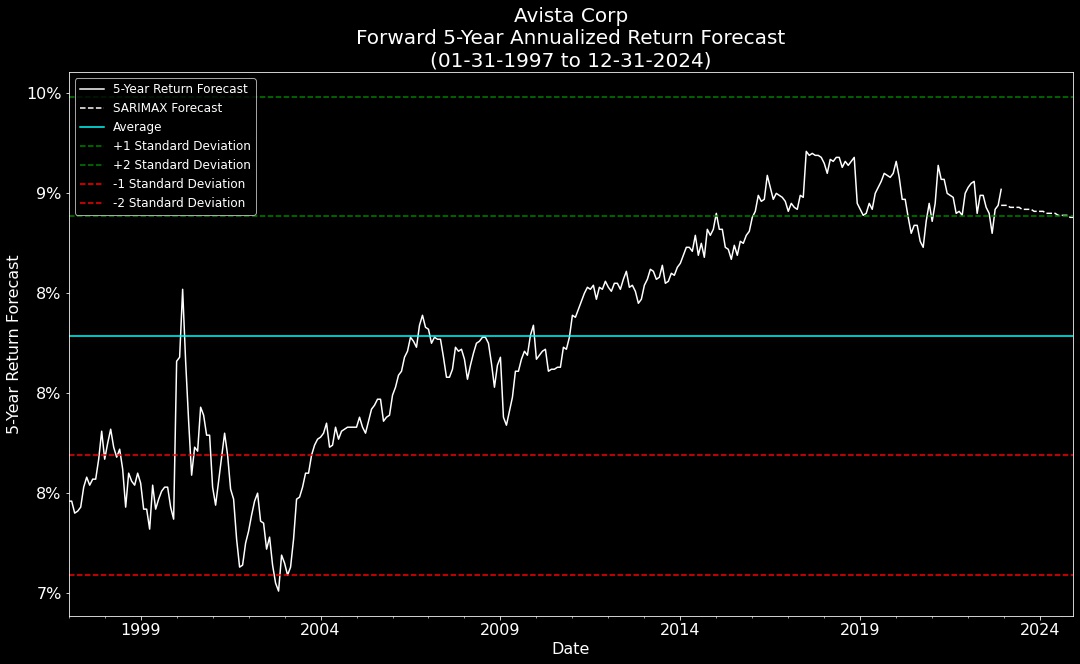 Avista Corp
Forward 5-Year Annualized Return Forecast
(01-31-1997 to 12-31-2024)
5-Year Return Forecast
SARIMAX Forecast
Average
+1 Standard Deviation
+2 Standard Deviation
-1 Standard Deviation
-2 Standard Deviation
10%
9%
8%
8%
8%
7%
5-Year Return Forecast
1999
2004
2009
2014
2019
2024
Date